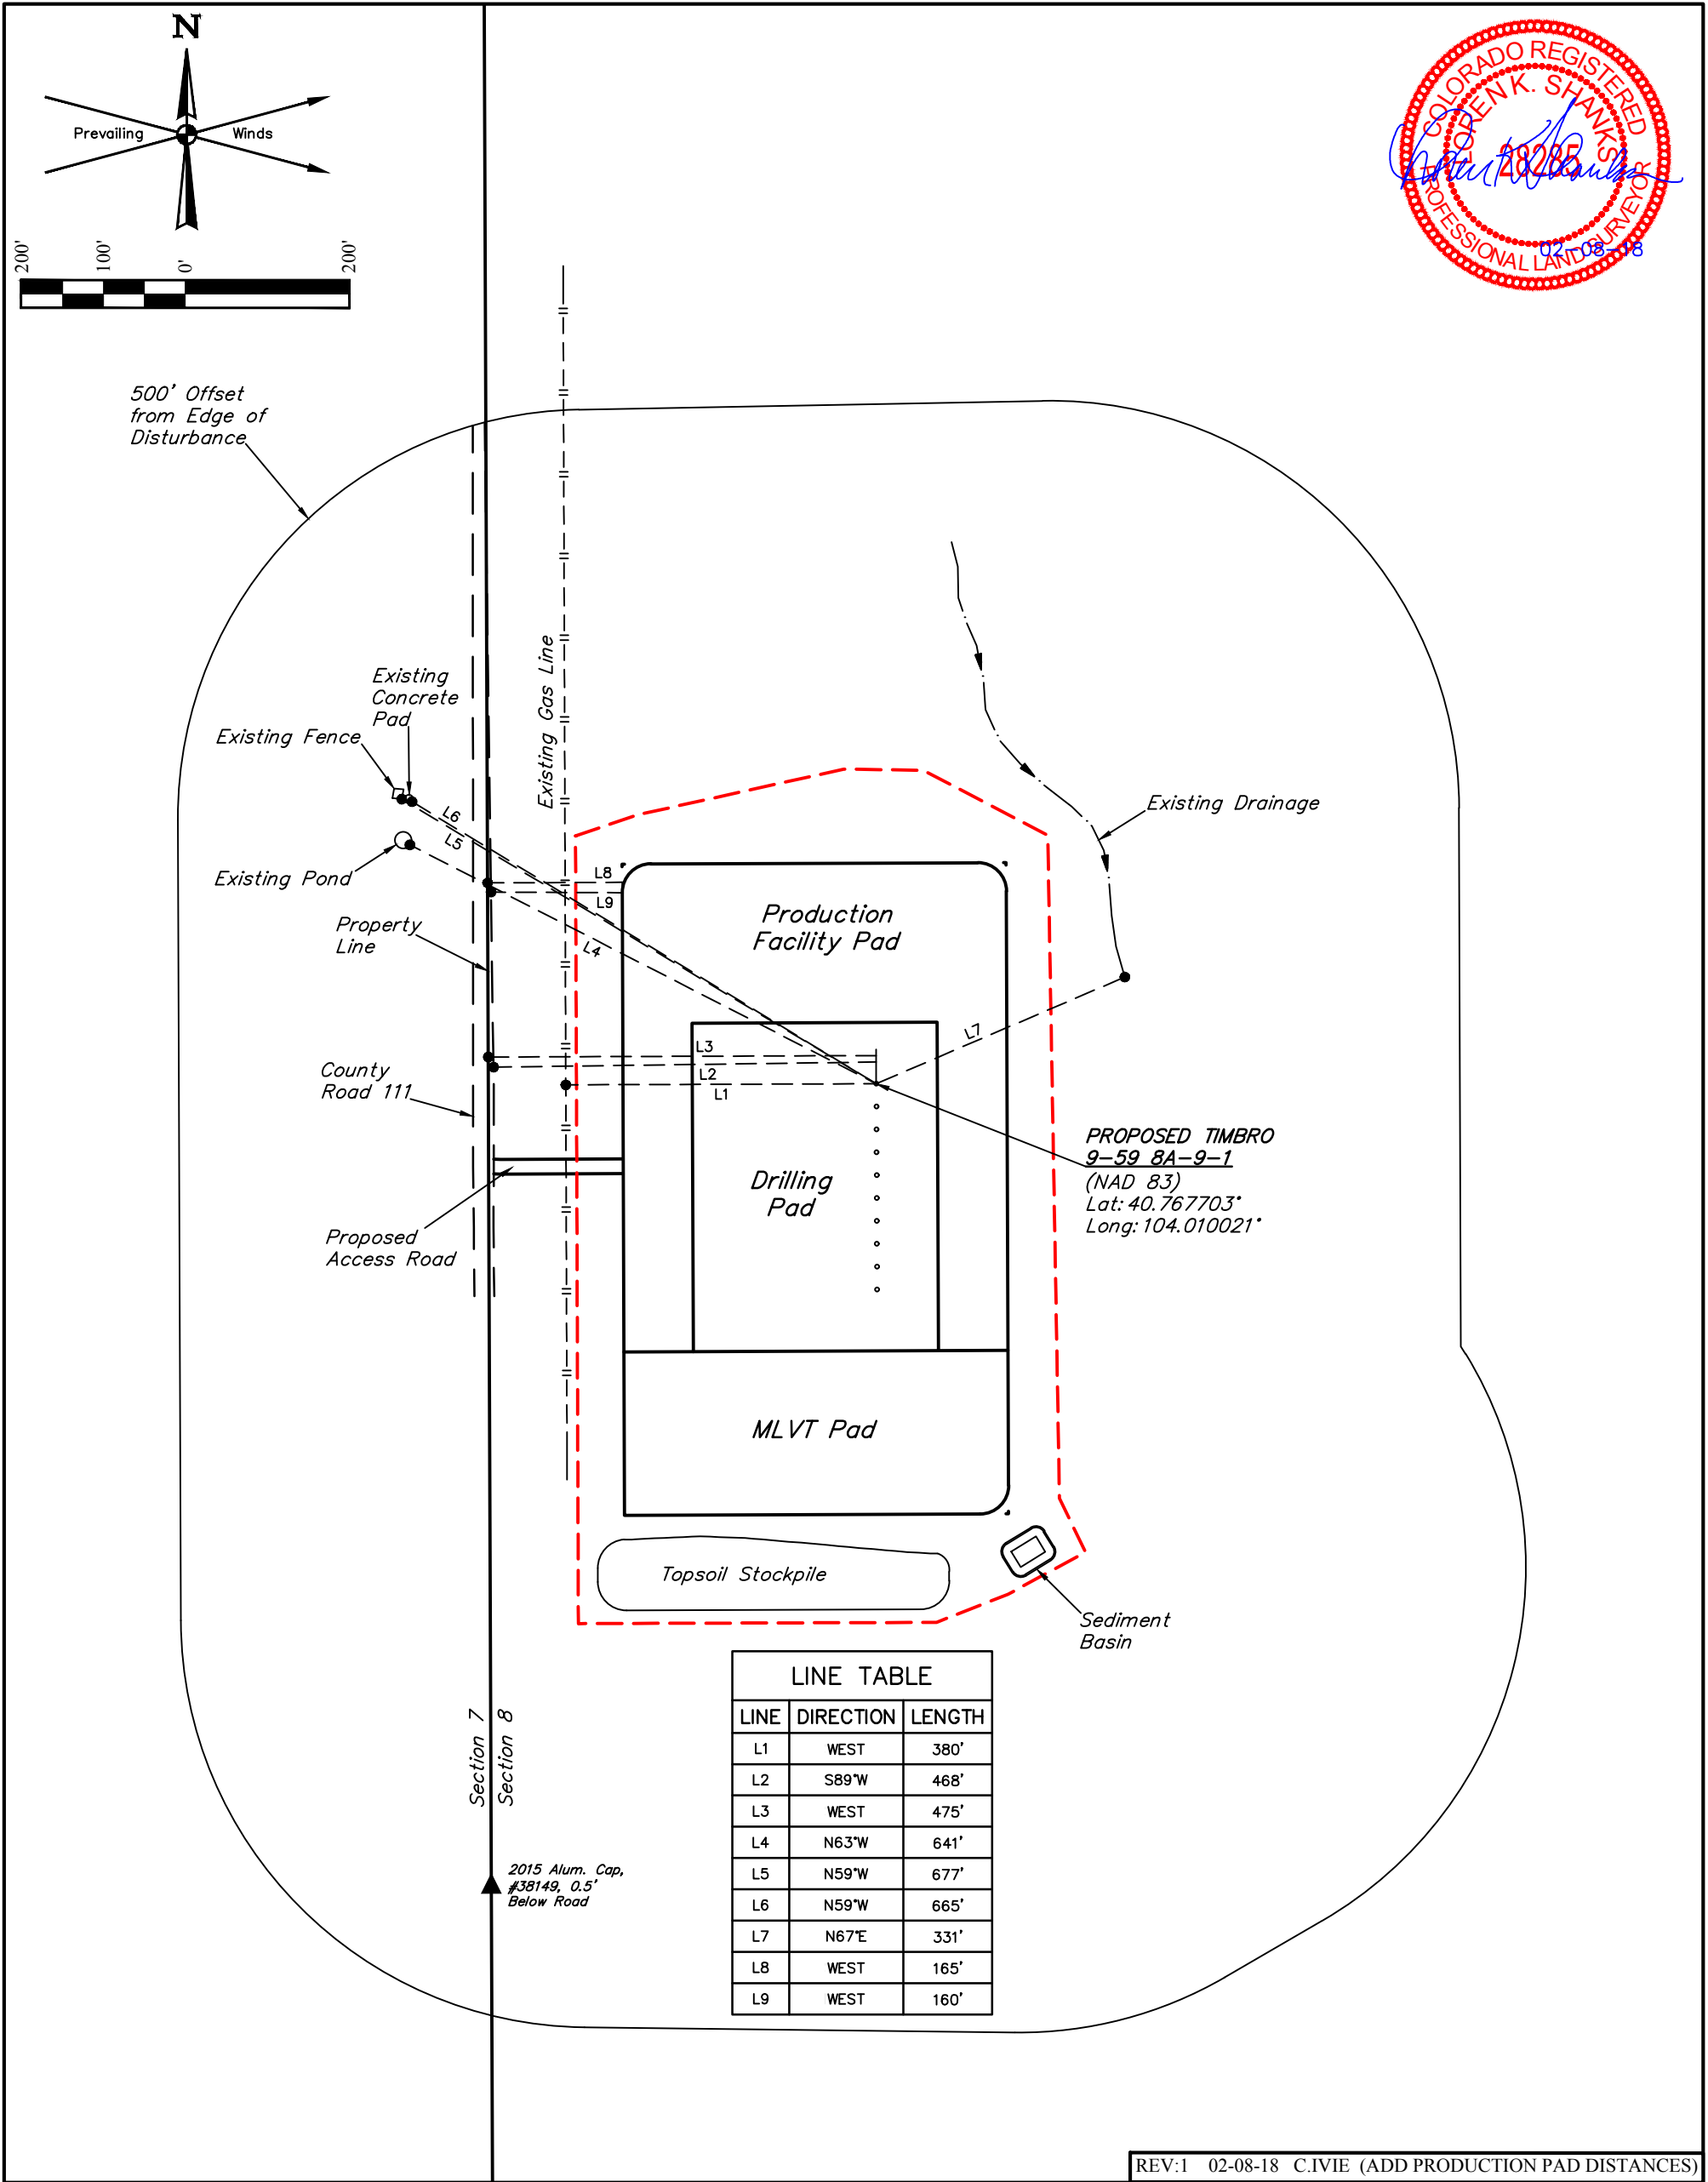 N
Prevailing Winds
200' 100' 0' 200'
COLORADO REGISTERED
LOREN K. SHANKS
28285
PROFESSIONAL LAND SURVEYOR
02-08-18
500' Offset
from Edge of
Disturbance
Existing Gas Line
Existing
Concrete
Pad
Existing Fence
L6
L5
Existing Drainage
Existing Pond
L8
L9
Production
Facility Pad
Property
Line
L4
L7
L3
L2
L1
County
Road 111
PROPOSED TIMBRO
9-59 8A-9-1
(NAD 83)
Lat: 40.767703°
Long: 104.010021°
Drilling
Pad
Proposed
Access Road
MLVT Pad
Topsoil Stockpile
Sediment
Basin
Section 7
Section 8
2015 Alum. Cap,
#38149, 0.5'
Below Road
LINE TABLE
LINE DIRECTION LENGTH
L1 WEST 380'
L2 S89°W 468'
L3 WEST 475'
L4 N63°W 641'
L5 N59°W 677'
L6 N59°W 665'
L7 N67°E 331'
L8 WEST 165'
L9 WEST 160'
REV:1 02-08-18 C.IVIE (ADD PRODUCTION PAD DISTANCES)